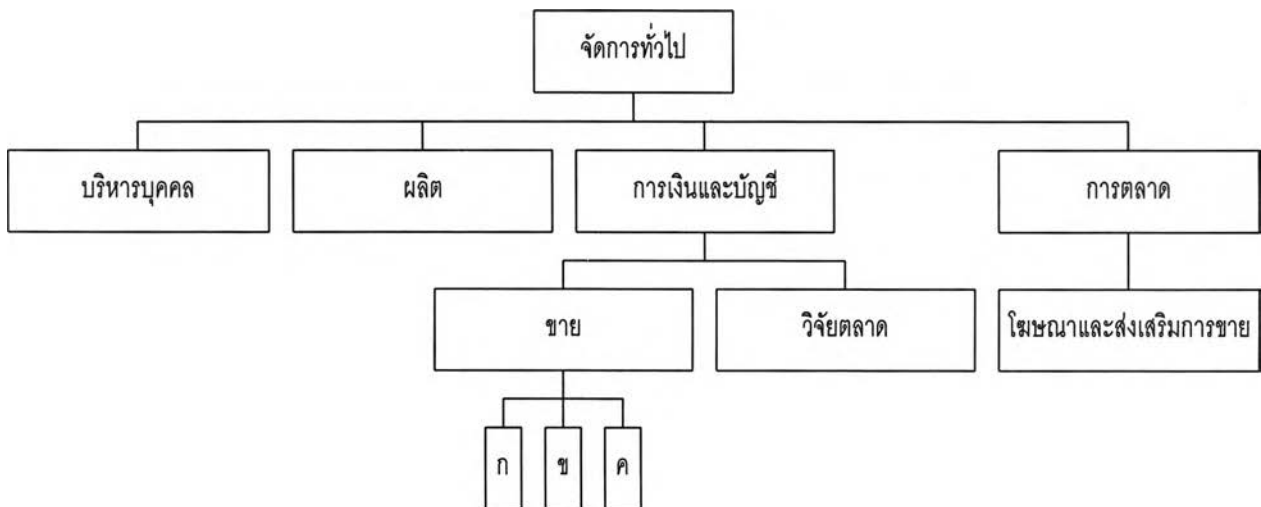 จัดการทั่วไป
บริหารบุคคล
ผลิต
การเงินและบัญชี
การตลาด
ขาย
วิจัยตลาด
โฆษณาและส่งเสริมการขาย
ก
ข
ค